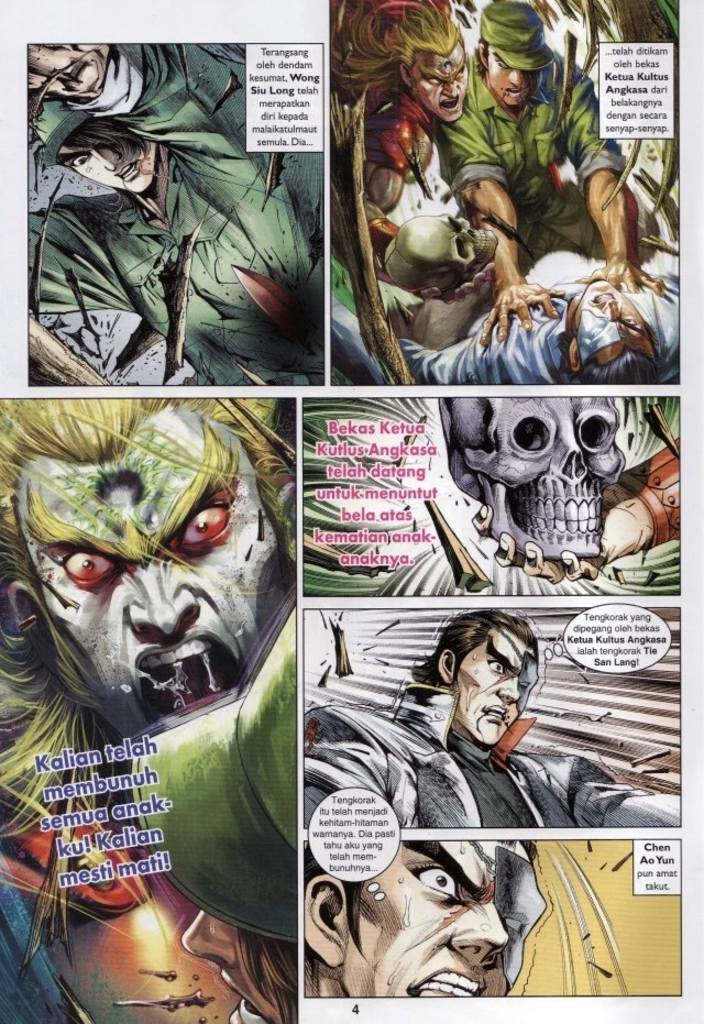 Terangsang
oleh dendam
kesumat, Wong
Siu Long telah
merapatkan
diri kepada
malaikatulmaut
semula. Dia...
...telah ditikam
oleh bekas
Ketua Kultus
Angkasa dari
belakangnya
dengan secara
senyap-senyap.
Kalian telah
membunuh
semua anak-
ku! Kalian
mesti mati!
Bekas Ketua
Kutlus Angkasa
telah datang
untuk menuntut
bela atas
kematian anak-
anaknya.
Tengkorak yang
dipegang oleh bekas
Ketua Kultus Angkasa
ialah tengkorak Tie
San Lang!
Tengkorak
itu telah menjadi
kehitam-hitaman
warnanya. Dia pasti
tahu aku yang
telah mem-
bunuhnya...
Chen
Ao Yun
pun amat
takut.
4